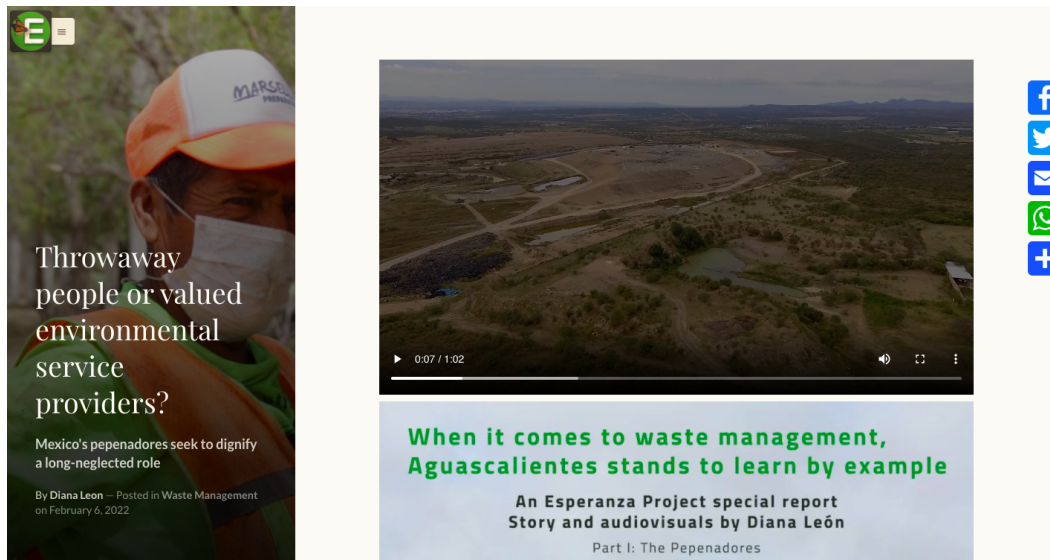 E
MARSEL
Throwaway
people or valued
environmental
service
providers?
Mexico's pepenadores seek to dignify
a long-neglected role
By Diana Leon — Posted in Waste Management
on February 6, 2022
0:07 / 1:02
When it comes to waste management,
Aguascalientes stands to learn by example
An Esperanza Project special report
Story and audiovisuals by Diana León
Part I: The Pepenadores